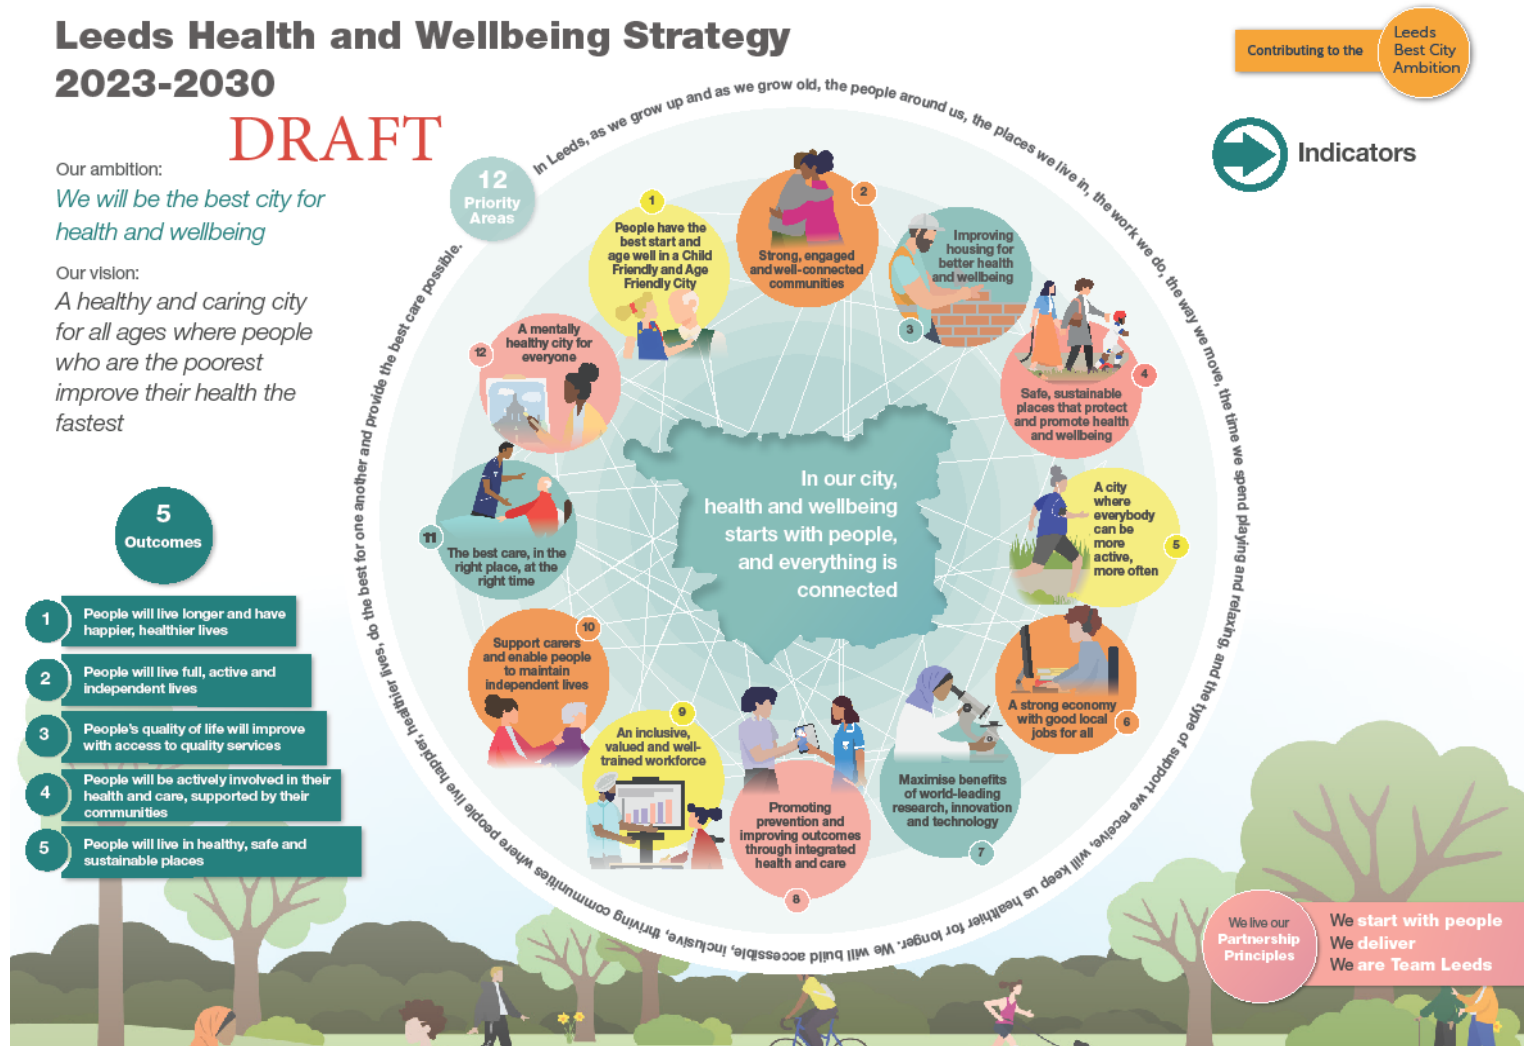 Leeds Health and Wellbeing Strategy
2023-2030
DRAFT
Contributing to the
Leeds
Best City
Ambition
Indicators
Our ambition:
We will be the best city for
health and wellbeing
Our vision:
A healthy and caring city
for all ages where people
who are the poorest
improve their health the
fastest
12
Priority
Areas
In Leeds, as we grow up and as we grow old, the people around us, the places we live in, the work we do, the way we move, the time we spend playing and relaxing, and the type of support we receive, will keep us healthier for longer. We will build accessible, inclusive, thriving communities where people live happier, healthier lives, do the best for one another and provide the best care possible.
1
People have the
best start and
age well in a Child
Friendly and Age
Friendly City
2
Strong, engaged
and well-connected
communities
3
Improving
housing for
better health
and wellbeing
4
Safe, sustainable
places that protect
and promote health
and wellbeing
5
A city
where
everybody
can be
more
active,
more often
6
A strong economy
with good local
jobs for all
7
Maximise benefits
of world-leading
research, innovation
and technology
8
Promoting
prevention and
improving outcomes
through integrated
health and care
9
An inclusive,
valued and well-
trained workforce
10
Support carers
and enable people
to maintain
independent lives
11
The best care, in the
right place, at the
right time
12
A mentally
healthy city for
everyone
In our city,
health and wellbeing
starts with people,
and everything is
connected
5
Outcomes
1
People will live longer and have
happier, healthier lives
2
People will live full, active and
independent lives
3
People's quality of life will improve
with access to quality services
4
People will be actively involved in their
health and care, supported by their
communities
5
People will live in healthy, safe and
sustainable places
We live our
Partnership
Principles
We start with people
We deliver
We are Team Leeds